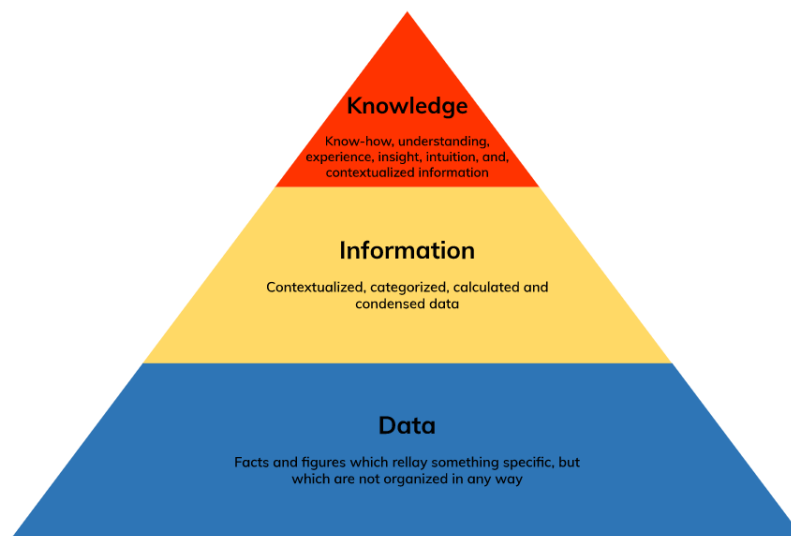 Knowledge
Know-how, understanding,
experience, insight, intuition, and,
contextualized information
Information
Contextualized, categorized, calculated and
condensed data
Data
Facts and figures which rellay something specific, but
which are not organized in any way